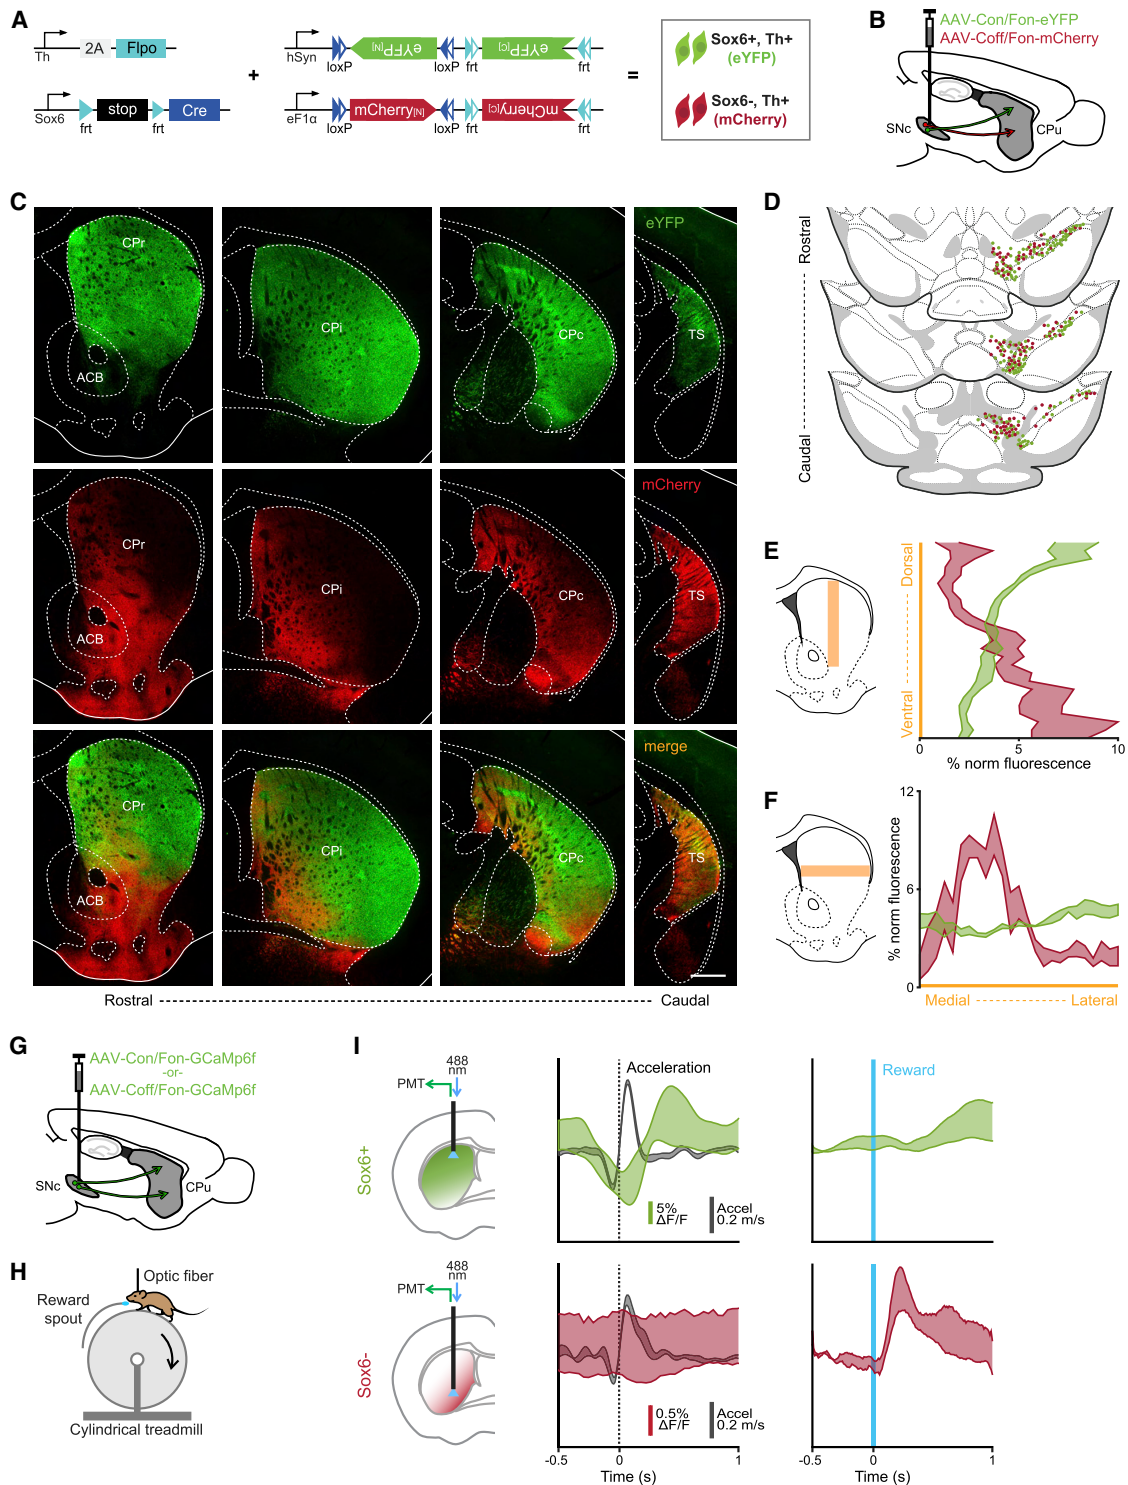 A
Th
2A
Flpo
Sox6
frt
stop
frt
Cre
+
hSyn
loxP
eYFP[N]
loxP
frt
eYFP[C]
frt
eF1α
loxP
mCherry[N]
loxP
frt
mCherry[C]
frt
=
Sox6+, Th+
(eYFP)
Sox6-, Th+
(mCherry)
B
AAV-Con/Fon-eYFP
AAV-Coff/Fon-mCherry
SNc
CPu
C
CPr
ACB
CPi
CPc
eYFP
TS
CPr
ACB
CPi
CPc
mCherry
TS
CPr
ACB
CPi
CPc
merge
TS
Rostral
Caudal
D
Rostral
Caudal
E
Dorsal
Ventral
0
5
10
% norm fluorescence
F
12
6
0
% norm fluorescence
Medial
Lateral
G
AAV-Con/Fon-GCaMp6f
-or-
AAV-Coff/Fon-GCaMp6f
SNc
CPu
H
Optic fiber
Reward
spout
Cylindrical treadmill
I
Sox6+
488
nm
PMT
Acceleration
5%
ΔF/F
Accel
0.2 m/s
Reward
Sox6-
488
nm
PMT
0.5%
ΔF/F
Accel
0.2 m/s
-0.5
0
1
Time (s)
-0.5
0
1
Time (s)